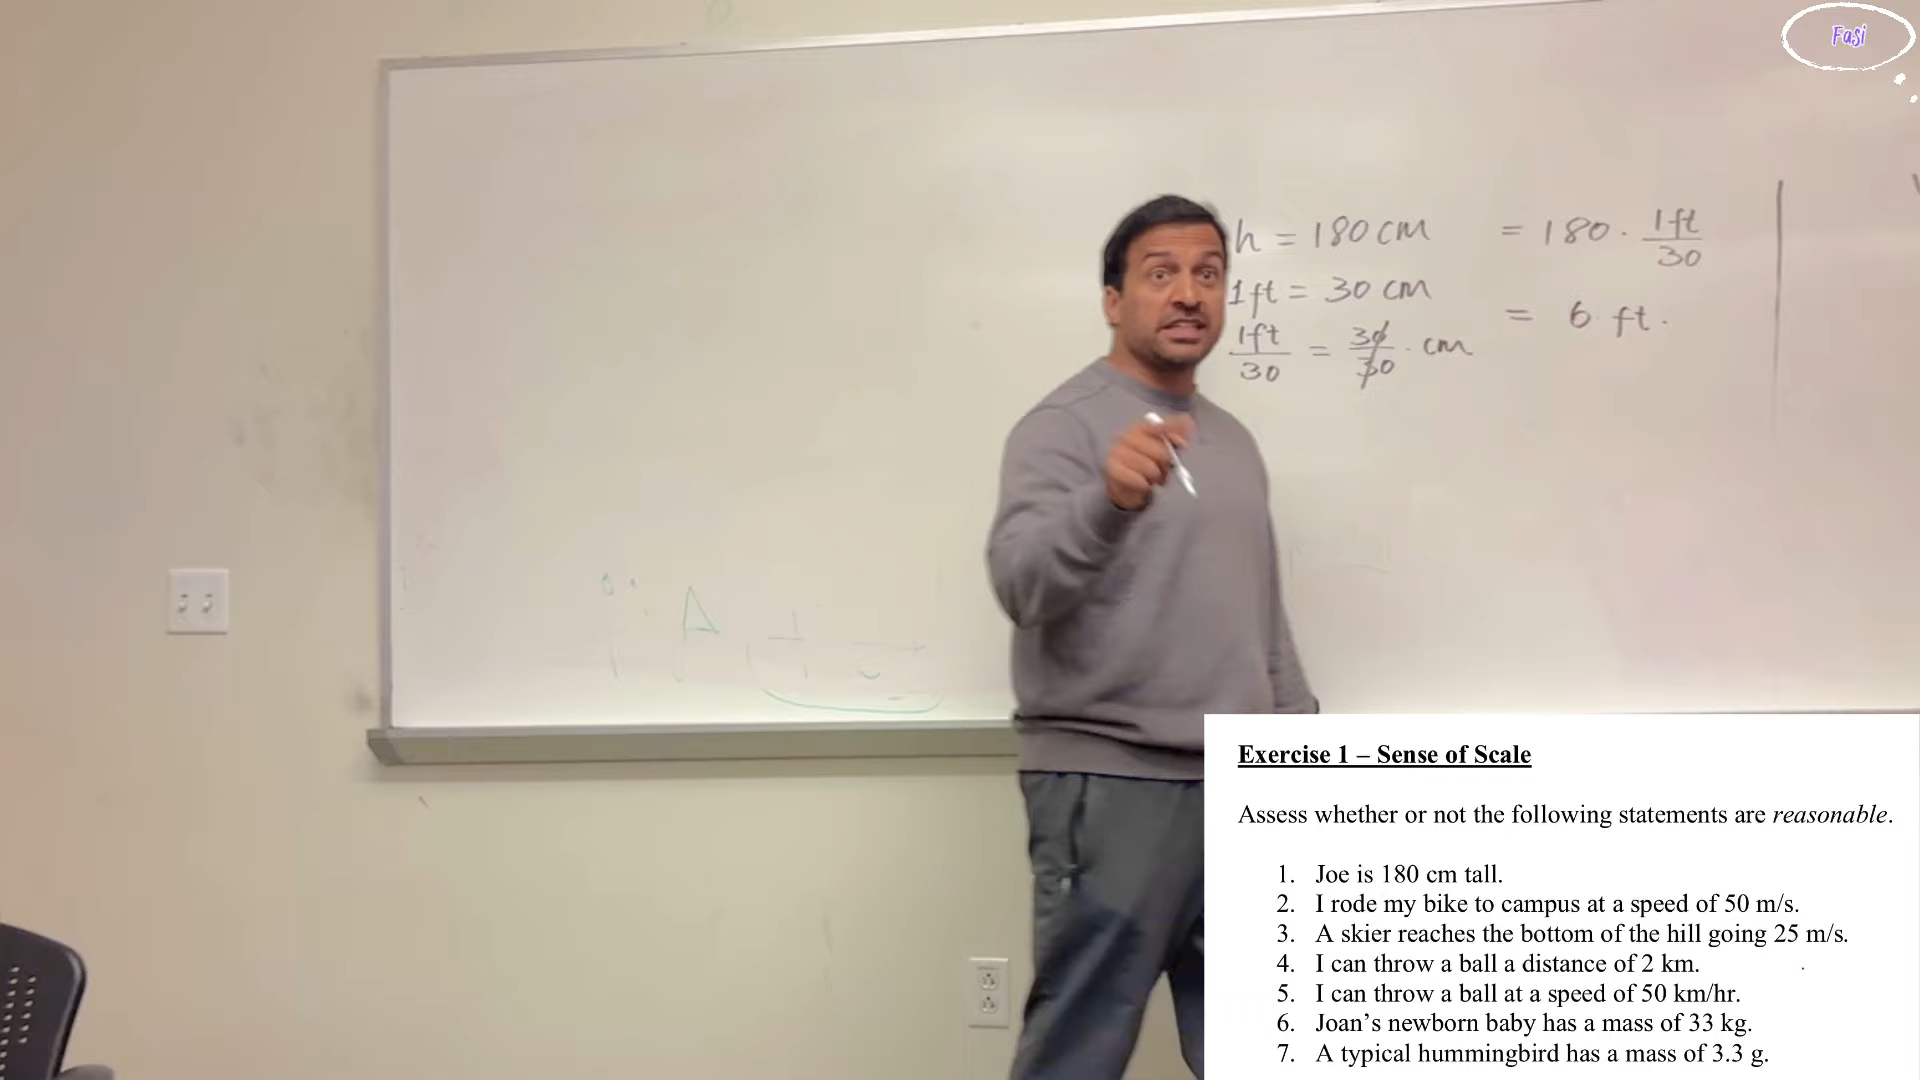 Fasi
h = 180 cm = 180 . 1ft/30
1ft = 30 cm
= 6 ft.
1ft/30 = 30/30 . cm
A
Exercise 1 – Sense of Scale
Assess whether or not the following statements are reasonable.
1. Joe is 180 cm tall.
2. I rode my bike to campus at a speed of 50 m/s.
3. A skier reaches the bottom of the hill going 25 m/s.
4. I can throw a ball a distance of 2 km.
5. I can throw a ball at a speed of 50 km/hr.
6. Joan’s newborn baby has a mass of 33 kg.
7. A typical hummingbird has a mass of 3.3 g.